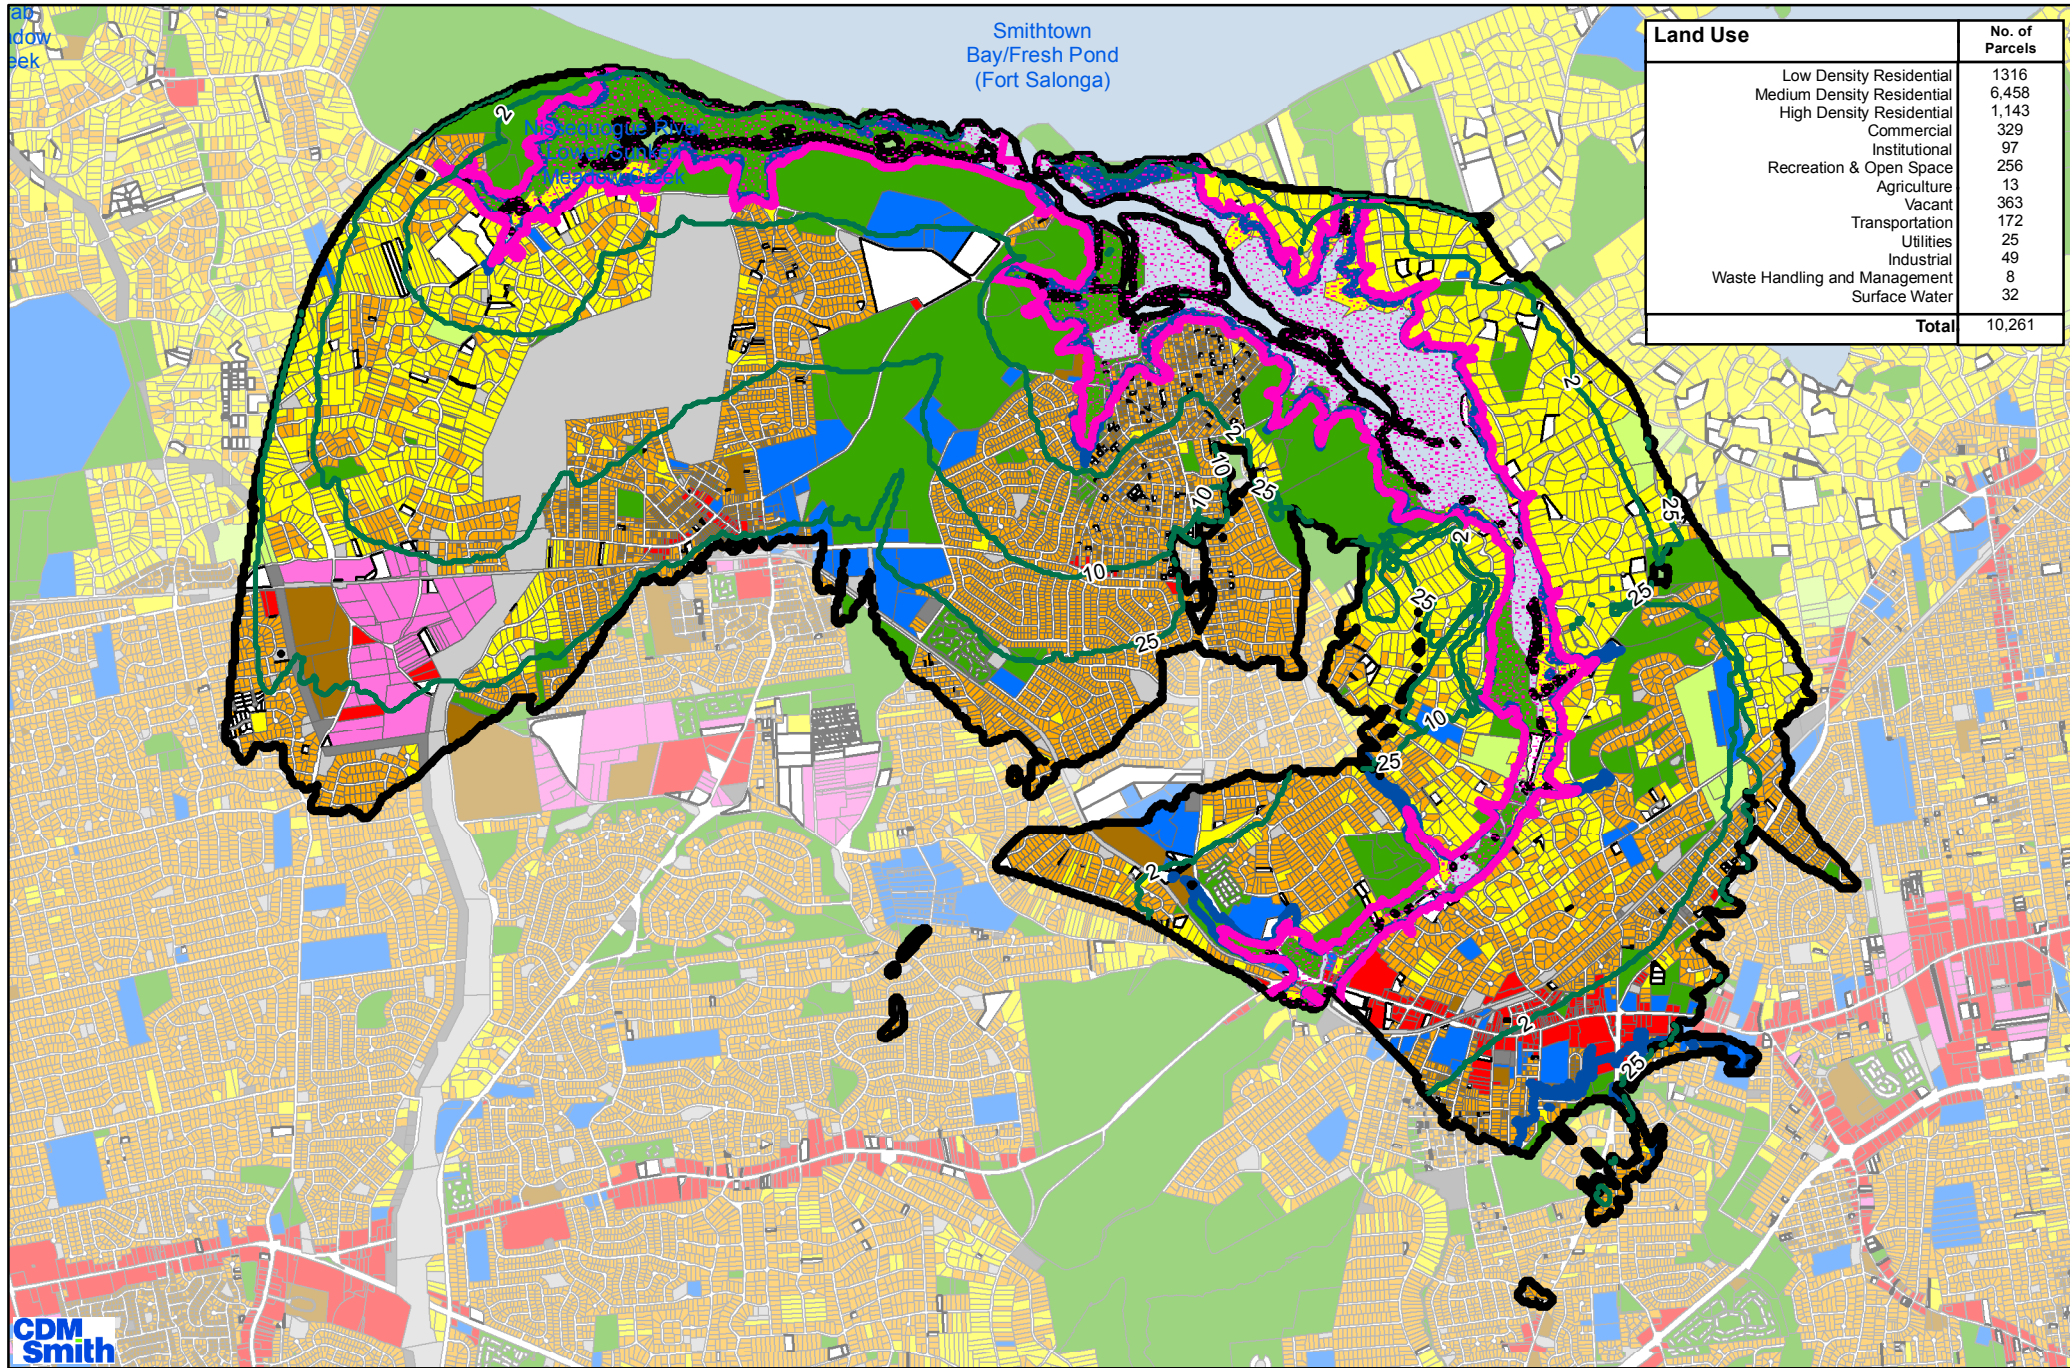 ab
dow
eek
Smithtown
Bay/Fresh Pond
(Fort Salonga)
Land Use No. of Parcels
Low Density Residential 1316
Medium Density Residential 6,458
High Density Residential 1,143
Commercial 329
Institutional 97
Recreation & Open Space 256
Agriculture 13
Vacant 363
Transportation 172
Utilities 25
Industrial 49
Waste Handling and Management 8
Surface Water 32
Total 10,261
2
Nissequogue River
Lower/Sunken
Meadow Creek
2
2
10
25
25
10
2
10
25
25
25
10
25
2
2
25
CDM
Smith